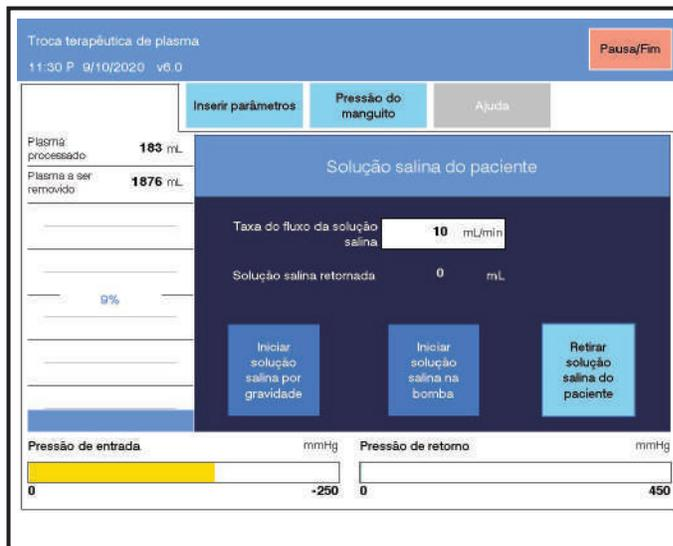 Troca terapêutica de plasma
11:30 P 9/10/2020 v6.0
Pausa/Fim
Inserir parâmetros
Pressão do
manguito
Ajuda
Plasma
processado 183 mL
Plasma a ser
removido 1876 mL
9%
Solução salina do paciente
Taxa do fluxo da solução
salina 10 mL/min
Solução salina retornada 0 mL
Iniciar
solução
salina por
gravidade
Iniciar
solução
salina na
bomba
Retirar
solução
salina do
paciente
Pressão de entrada mmHg
0 -250
Pressão de retorno mmHg
0 450